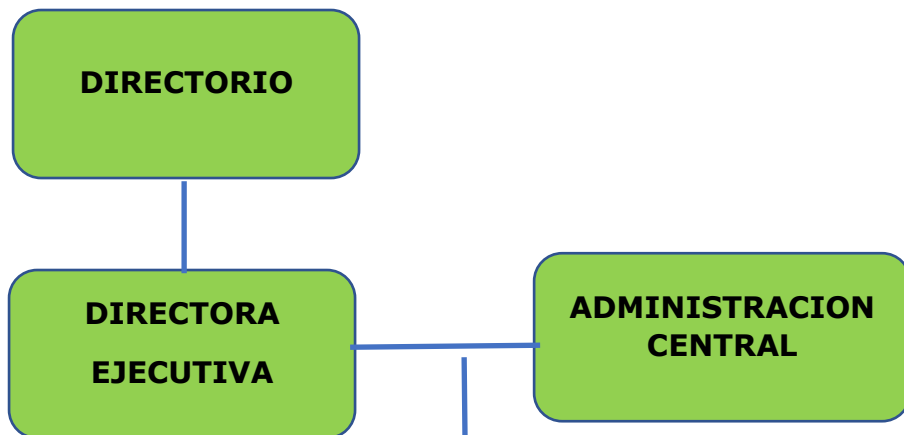 DIRECTORIO
DIRECTORA
EJECUTIVA
ADMINISTRACION
CENTRAL